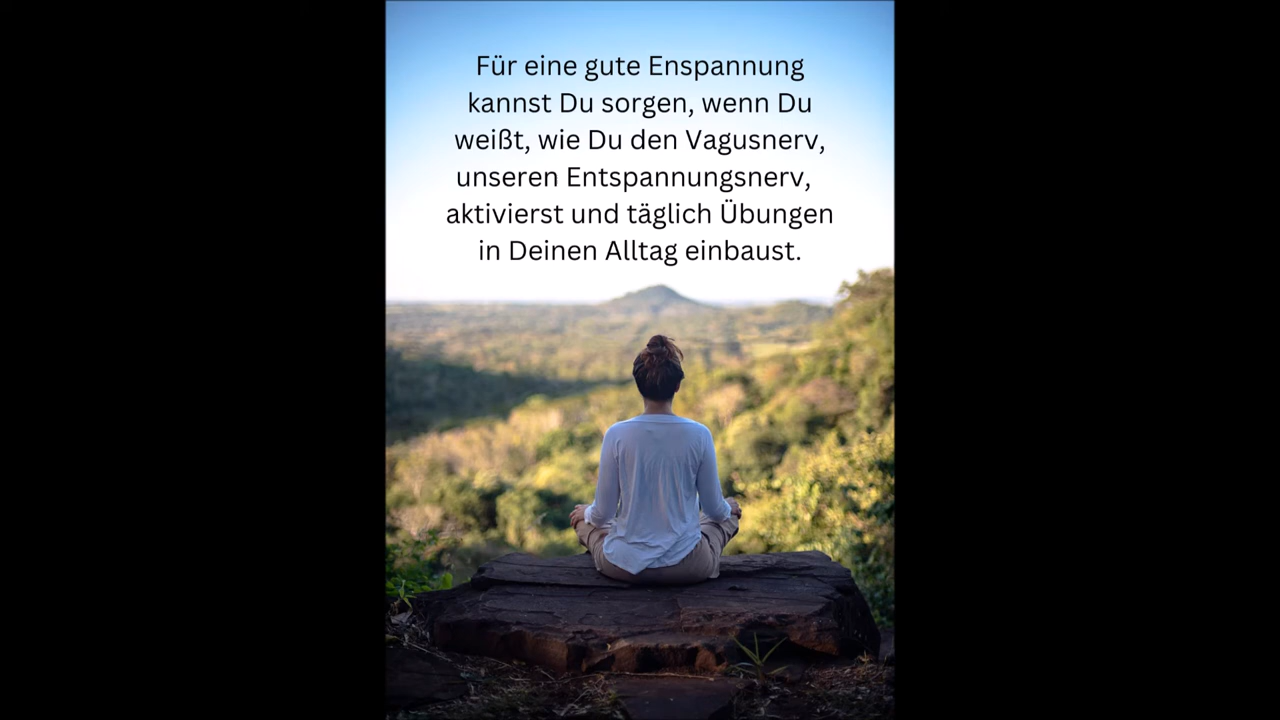 Für eine gute Enspannung
kannst Du sorgen, wenn Du
weißt, wie Du den Vagusnerv,
unseren Entspannungsnerv,
aktivierst und täglich Übungen
in Deinen Alltag einbaust.